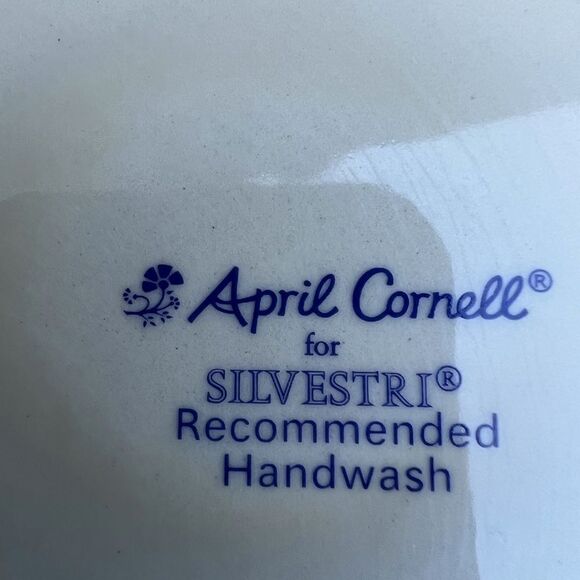 April Cornell®
for
SILVESTRI®
Recommended
Handwash